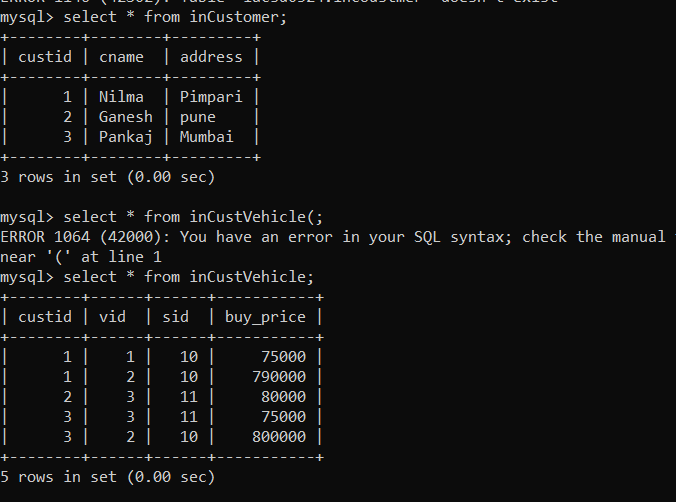 mysql> select * from inCustomer;
+--------+--------+---------+
| custid | cname  | address |
+--------+--------+---------+
|      1 | Nilma  | Pimpari |
|      2 | Ganesh | pune    |
|      3 | Pankaj | Mumbai  |
+--------+--------+---------+
3 rows in set (0.00 sec)

mysql> select * from inCustVehicle(;
ERROR 1064 (42000): You have an error in your SQL syntax; check the manual
near '(' at line 1
mysql> select * from inCustVehicle;
+--------+------+------+-----------+
| custid | vid  | sid  | buy_price |
+--------+------+------+-----------+
|      1 |    1 |   10 |     75000 |
|      1 |    2 |   10 |    790000 |
|      2 |    3 |   11 |     80000 |
|      3 |    3 |   11 |     75000 |
|      3 |    2 |   10 |    800000 |
+--------+------+------+-----------+
5 rows in set (0.00 sec)